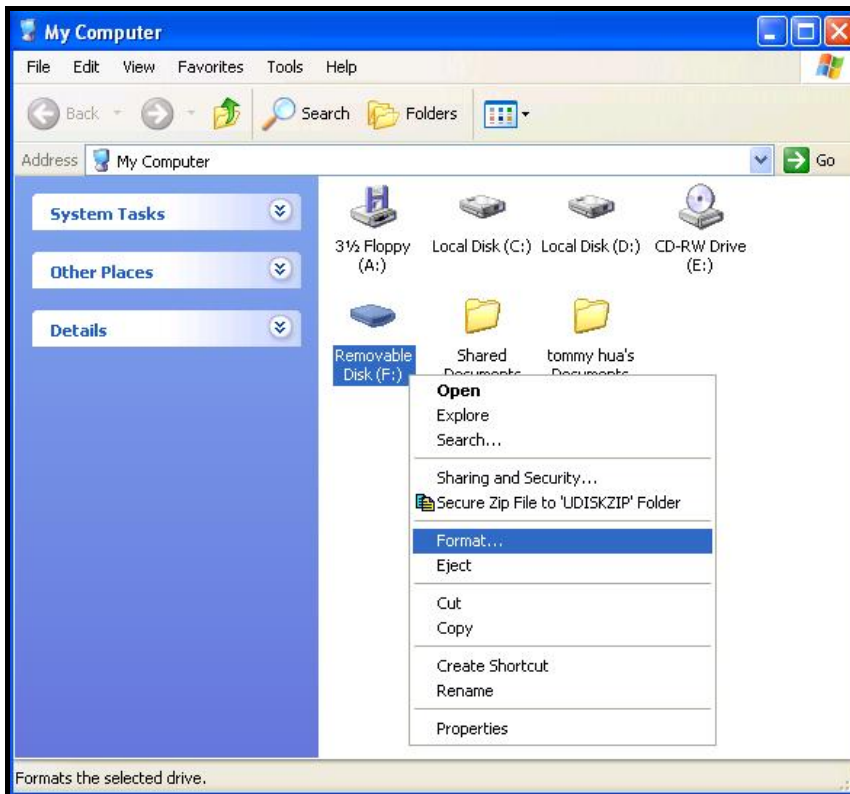 My Computer
File Edit View Favorites Tools Help
Back Search Folders
Address My Computer Go
System Tasks
Other Places
Details
3½ Floppy (A:)
Local Disk (C:)
Local Disk (D:)
CD-RW Drive (E:)
Removable Disk (F:)
Shared Documents
tommy hua's Documents
Open
Explore
Search...
Sharing and Security...
Secure Zip File to 'UDISKZIP' Folder
Format...
Eject
Cut
Copy
Create Shortcut
Rename
Properties
Formats the selected drive.